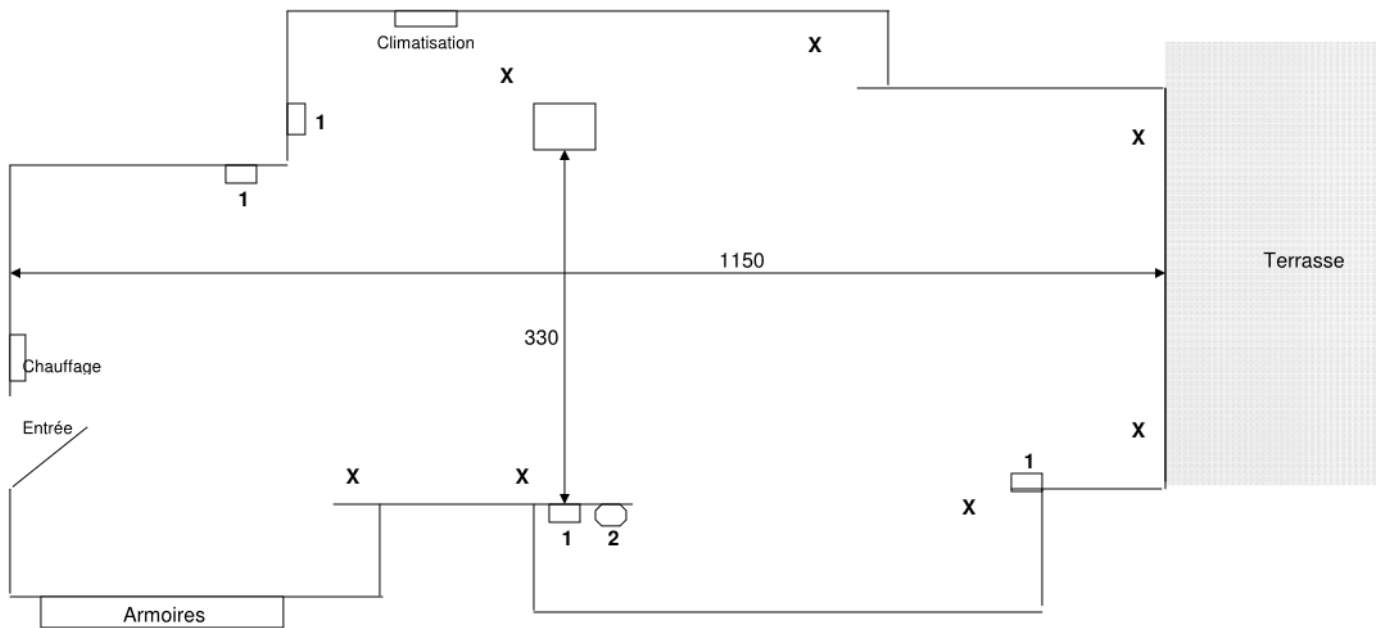 Climatisation
X
X
1
X
1
1150
Terrasse
330
Chauffage
Entrée
X
1
X
X
X
1
2
Armoires